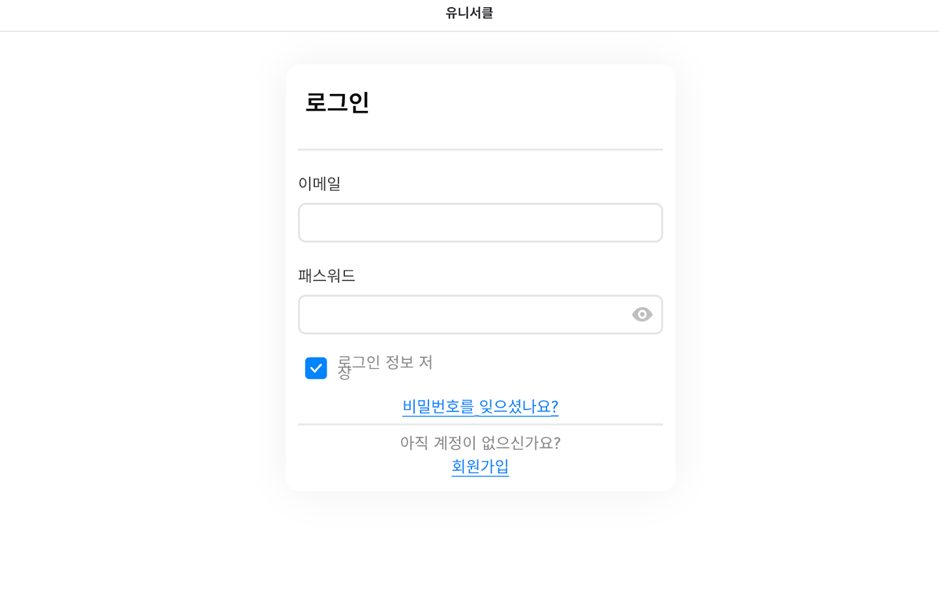 유니서클
로그인
이메일
패스워드
로그인 정보 저
장
비밀번호를 잊으셨나요?
아직 계정이 없으신가요?
회원가입